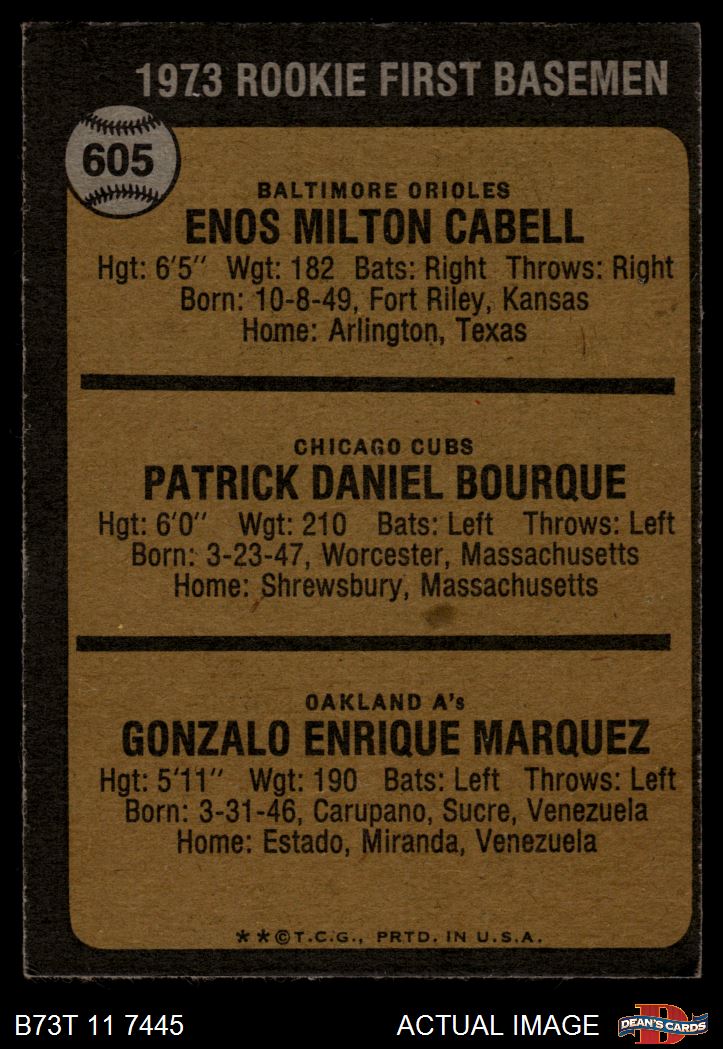 1973 ROOKIE FIRST BASEMEN
605
BALTIMORE ORIOLES
ENOS MILTON CABELL
Hgt: 6'5" Wgt: 182 Bats: Right Throws: Right
Born: 10-8-49, Fort Riley, Kansas
Home: Arlington, Texas
CHICAGO CUBS
PATRICK DANIEL BOURQUE
Hgt: 6'0" Wgt: 210 Bats: Left Throws: Left
Born: 3-23-47, Worcester, Massachusetts
Home: Shrewsbury, Massachusetts
OAKLAND A's
GONZALO ENRIQUE MARQUEZ
Hgt: 5'11" Wgt: 190 Bats: Left Throws: Left
Born: 3-31-46, Carupano, Sucre, Venezuela
Home: Estado, Miranda, Venezuela
**©T.C.G., PRTD. IN U.S.A.
B73T 11 7445 ACTUAL IMAGE
D
DEAN'S CARDS